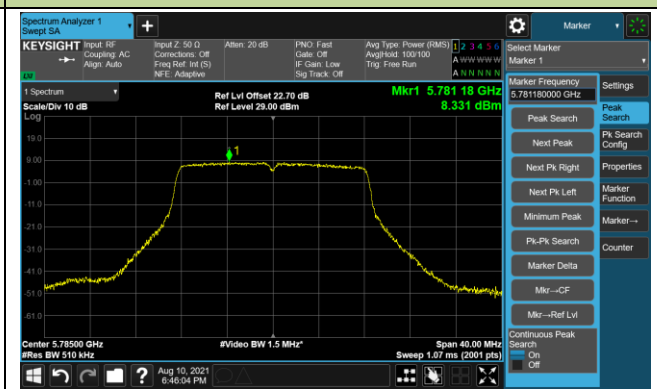 Spectrum Analyzer 1
Swept SA
+
Marker
KEYSIGHT
Input: RF
Coupling: AC
Align: Auto
Input Z: 50 Ω
Corrections: Off
Freq Ref: Int (S)
NFE: Adaptive
Atten: 20 dB
PNO: Fast
Gate: Off
IF Gain: Low
Sig Track: Off
Avg Type: Power (RMS)
Avg|Hold: 100/100
Trig: Free Run
1 2 3 4 5 6
A W W W W W
A N N N N N
LXI
1 Spectrum
Scale/Div 10 dB
Ref Lvl Offset 22.70 dB
Ref Level 29.00 dBm
Mkr1 5.781 18 GHz
8.331 dBm
Log
19.0
9.00
-1.00
-11.0
-21.0
-31.0
-41.0
-51.0
-61.0
1
Center 5.78500 GHz
#Res BW 510 kHz
#Video BW 1.5 MHz*
Span 40.00 MHz
Sweep 1.07 ms (2001 pts)
Select Marker
Marker 1
Marker Frequency
5.781180000 GHz
Peak Search
Next Peak
Next Pk Right
Next Pk Left
Minimum Peak
Pk-Pk Search
Marker Delta
Mkr→CF
Mkr→Ref Lvl
Continuous Peak
Search
On
Off
Settings
Peak
Search
Pk Search
Config
Properties
Marker
Function
Marker→
Counter
?
Aug 10, 2021
6:46:04 PM